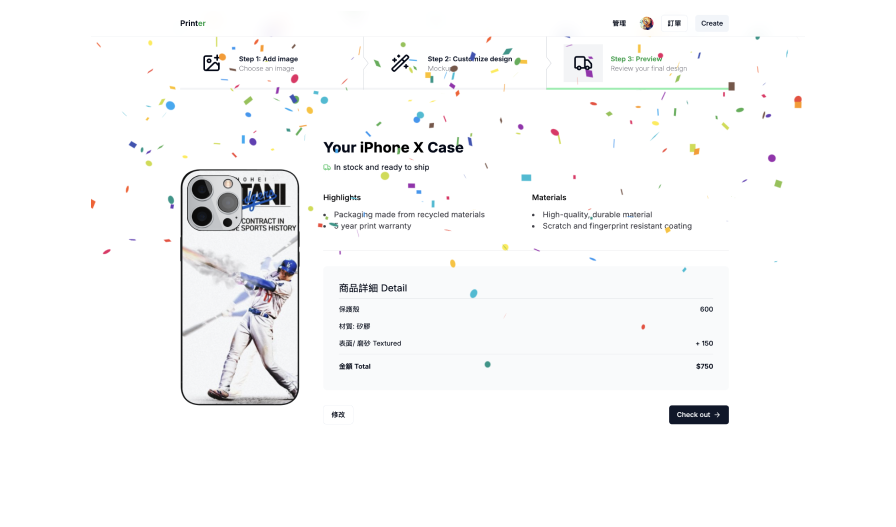 Printer
管理
訂單
Create
Step 1: Add image
Choose an image
Step 2: Customize design
Step 3: Preview
Review your final design
Your iPhone X Case
In stock and ready to ship
Highlights
Packaging made from recycled materials
5 year print warranty
Materials
High-quality, durable material
Scratch and fingerprint resistant coating
CONTRACT IN
SPORTS HISTORY
商品詳細 Detail
保護殼 600
材質: 矽膠
表面/ 磨砂 Textured + 150
金額 Total $750
修改
Check out →